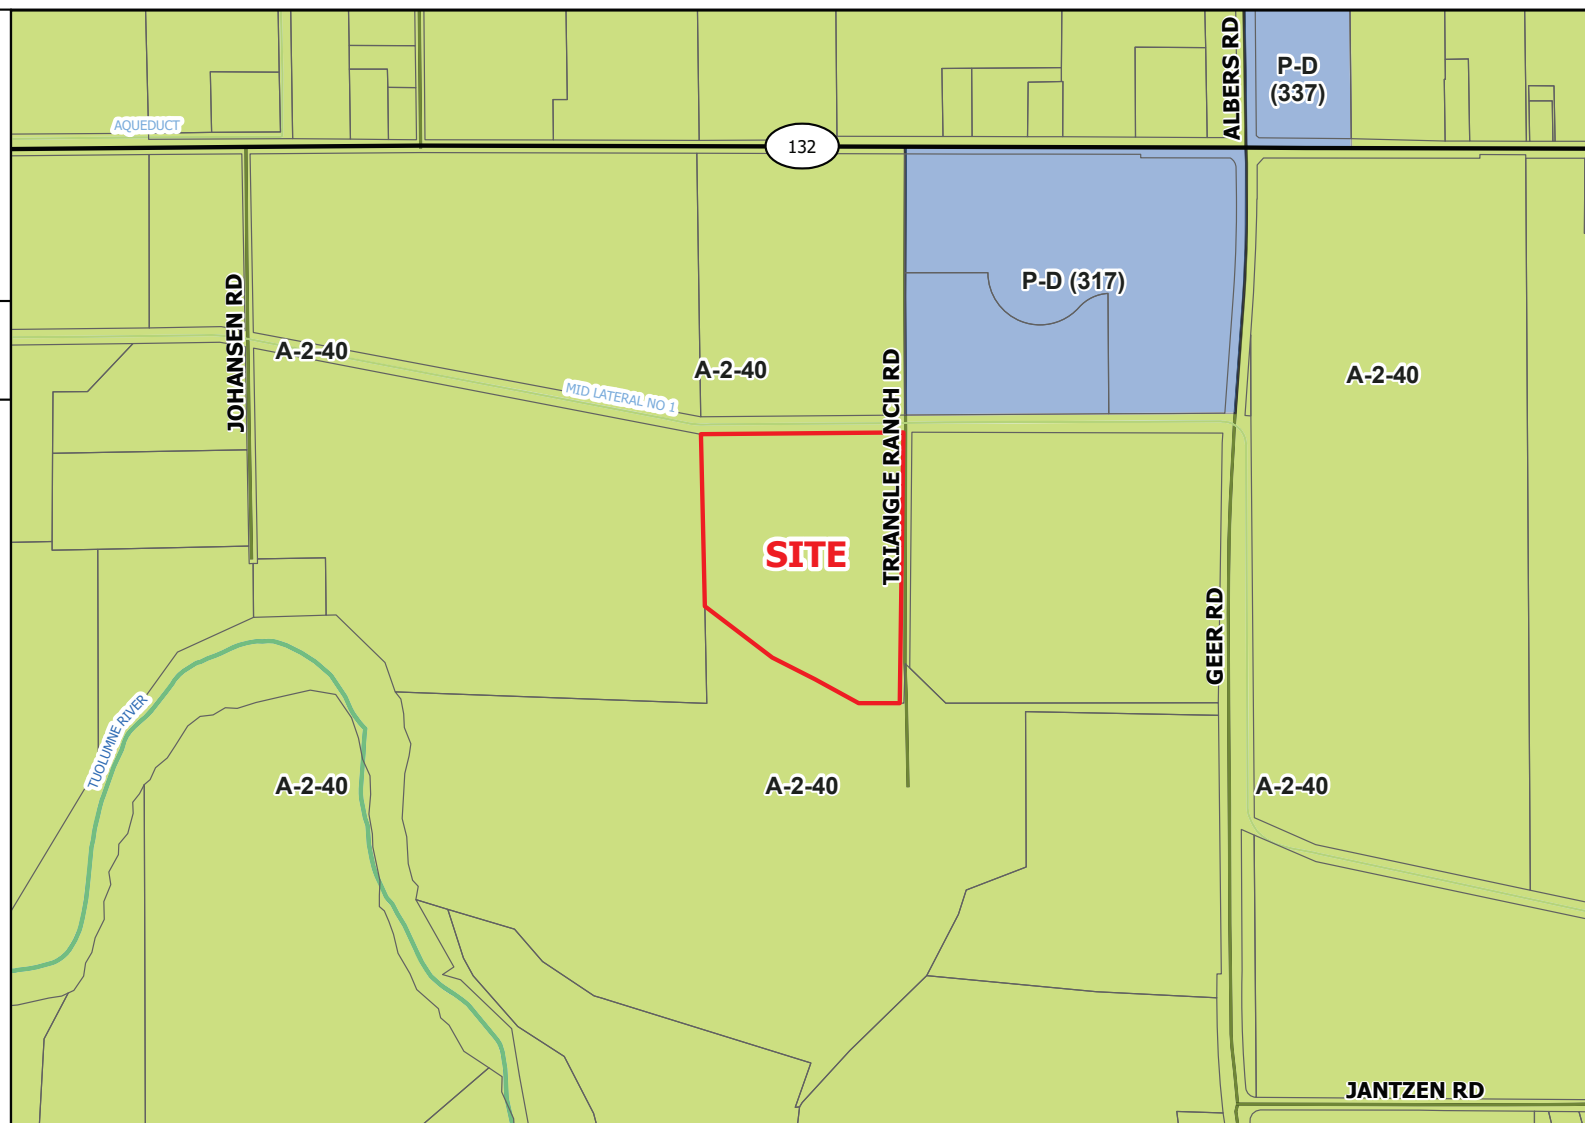 ALBERS RD
P-D
(337)
AQUEDUCT
132
JOHANSEN RD
P-D (317)
A-2-40
A-2-40
A-2-40
MID LATERAL NO 1
TRIANGLE RANCH RD
SITE
GEER RD
TUOLUMNE RIVER
A-2-40
A-2-40
A-2-40
JANTZEN RD